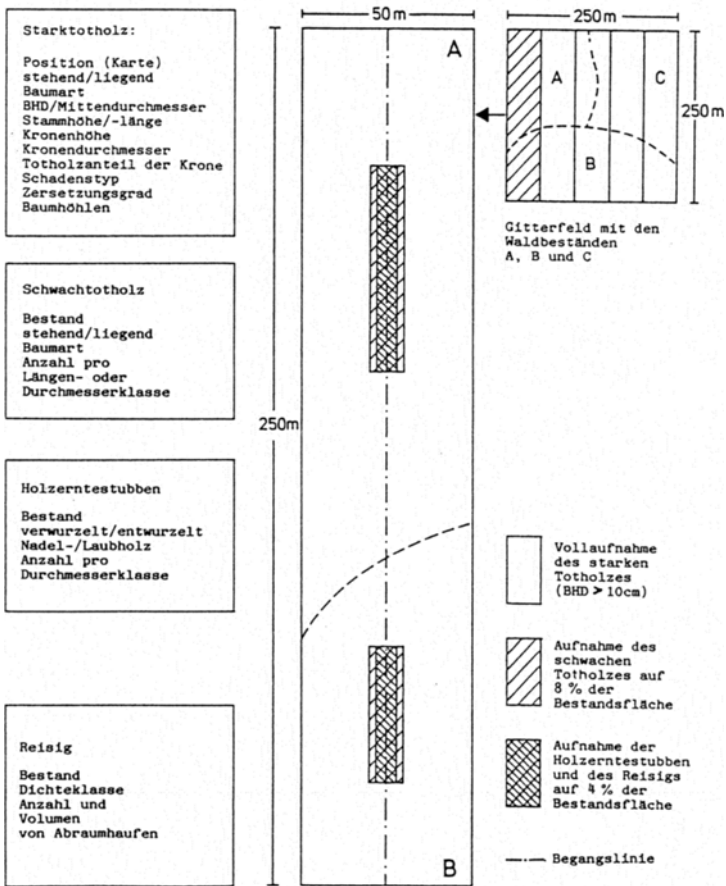 Starktotholz:
Position (Karte)
stehend/liegend
Baumart
BHD/Mittendurchmesser
Stammhöhe/-länge
Kronenhöhe
Kronendurchmesser
Totholzanteil der Krone
Schadenstyp
Zersetzungsgrad
Baumhöhlen
Schwachtotholz
Bestand
stehend/liegend
Baumart
Anzahl pro
Längen- oder
Durchmesserklasse
Holzerntestubben
Bestand
verwurzelt/entwurzelt
Nadel-/Laubholz
Anzahl pro
Durchmesserklasse
Reisig
Bestand
Dichteklasse
Anzahl und
Volumen
von Abraumhaufen
50m
A
250m
B
250m
A
C
B
250m
Gitterfeld mit den
Waldbeständen
A, B und C
Vollaufnahme
des starken
Totholzes
(BHD > 10cm)
Aufnahme des
schwachen
Totholzes auf
8 % der
Bestandsfläche
Aufnahme der
Holzerntestubben
und des Reisigs
auf 4 % der
Bestandsfläche
Begangslinie